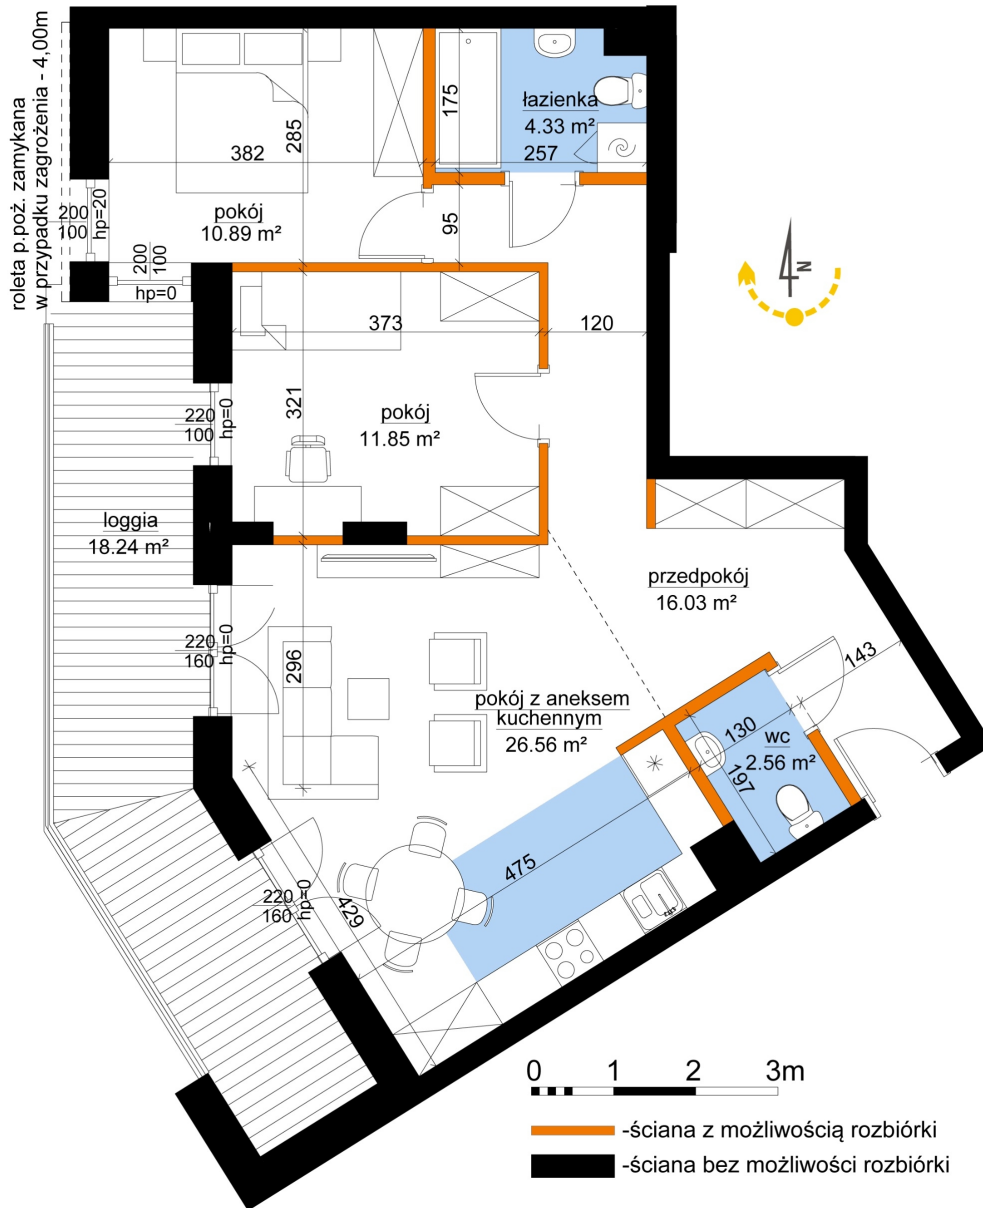 roleta p.poż. zamykana
w przypadku zagrożenia - 4,00m
175
łazienka
4.33 m²
257
285
382
pokój
10.89 m²
95
200
100
hp=20
200
100
hp=0
N
373
120
321
pokój
11.85 m²
220
100
hp=0
loggia
18.24 m²
przedpokój
16.03 m²
220
160
hp=0
296
143
pokój z aneksem
kuchennym
26.56 m²
130
wc
2.56 m²
197
475
220
160
hp=0
429
0 1 2 3m
-ściana z możliwością rozbiórki
-ściana bez możliwości rozbiórki